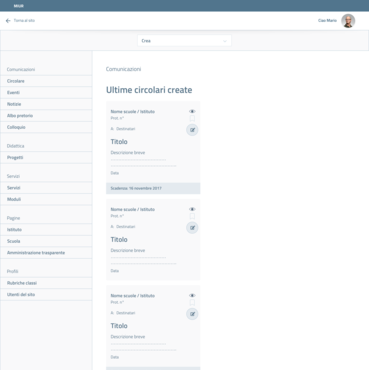 MIUR
Torna al sito
Ciao Mario
Crea
Comunicazioni
Circolare
Eventi
Notizie
Albo pretorio
Colloquio
Didattica
Progetti
Servizi
Servizi
Moduli
Pagine
Istituto
Scuola
Amministrazione trasparente
Profili
Rubriche classi
Utenti del sito
Comunicazioni
Ultime circolari create
Nome scuola / Istituto
Prot. n°
Destinatari
Titolo
Descrizione breve
Data
Scadenza: 16 novembre 2017
Nome scuola / Istituto
Prot. n°
Destinatari
Titolo
Descrizione breve
Data
Nome scuola / Istituto
Prot. n°
Destinatari
Titolo
Descrizione breve
Data